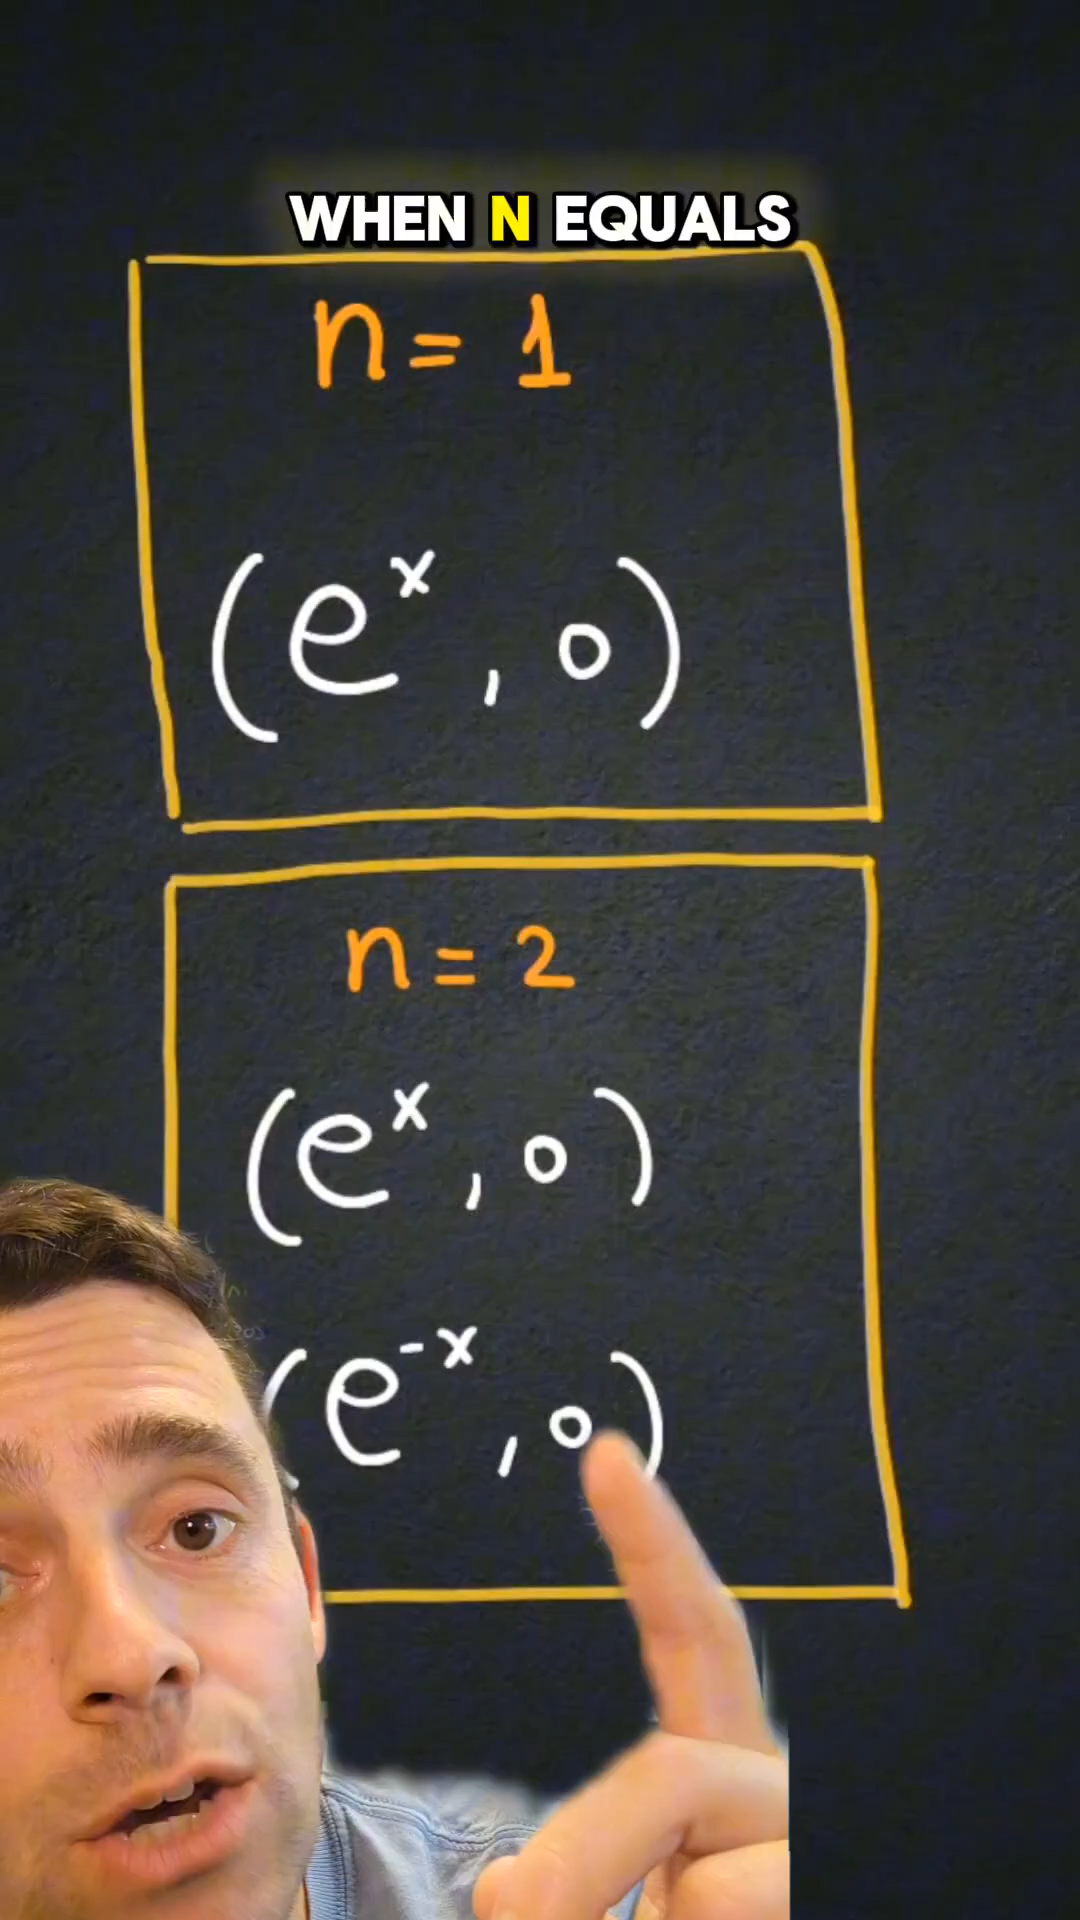 WHEN N EQUALS
n = 1
(e^x, 0)
n = 2
(e^x, 0)
(e^-x, 0)